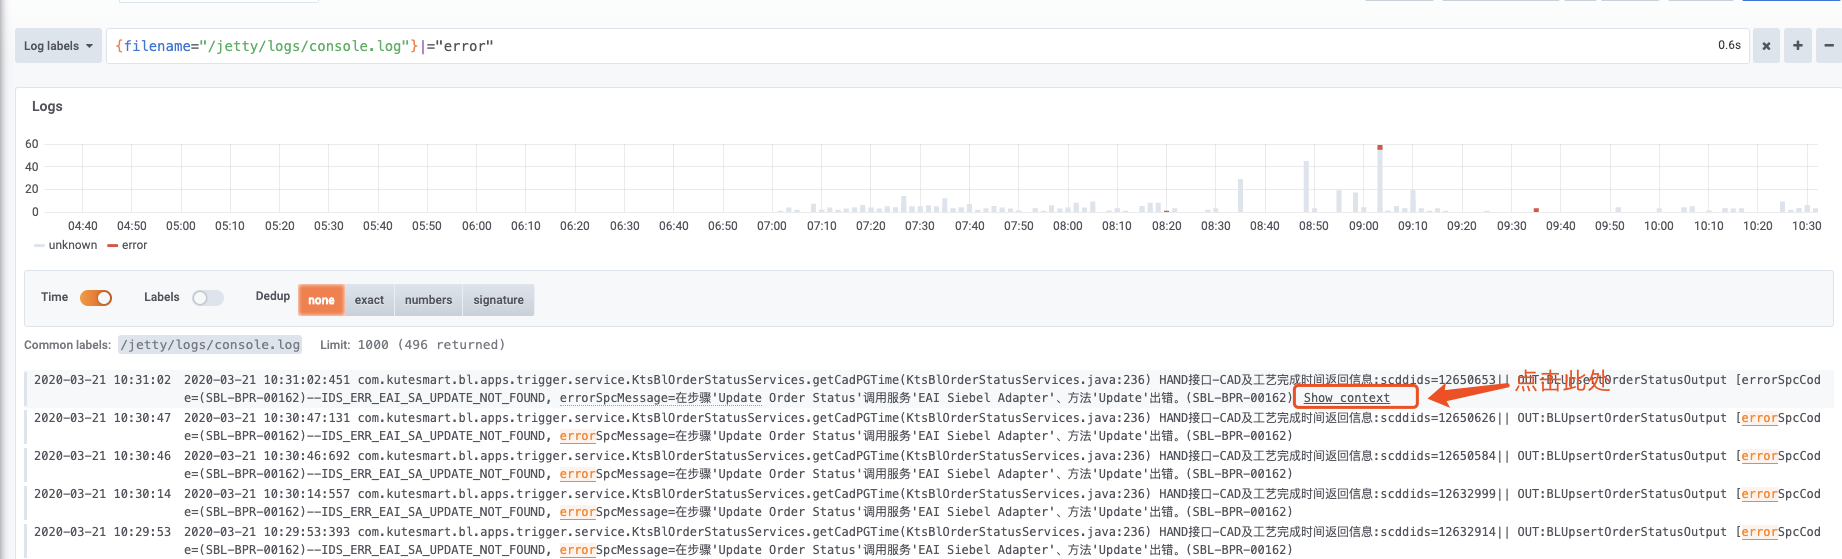 Log labels
{filename="/jetty/logs/console.log"}|="error"
0.6s
Logs
60
40
20
0
04:40 04:50 05:00 05:10 05:20 05:30 05:40 05:50 06:00 06:10 06:20 06:30 06:40 06:50 07:00 07:10 07:20 07:30 07:40 07:50 08:00 08:10 08:20 08:30 08:40 08:50 09:00 09:10 09:20 09:30 09:40 09:50 10:00 10:10 10:20 10:30
unknown error
Time Labels Dedup none exact numbers signature
Common labels: /jetty/logs/console.log Limit: 1000 (496 returned)
2020-03-21 10:31:02 2020-03-21 10:31:02:451 com.kutesmart.bl.apps.trigger.service.KtsBlOrderStatusServices.getCadPGTime(KtsBlOrderStatusServices.java:236) HAND接口-CAD及工艺完成时间返回信息:scddids=12650653|| OUT:BLUpsertOrderStatusOutput [errorSpcCod
点击此处
e=(SBL-BPR-00162)--IDS_ERR_EAI_SA_UPDATE_NOT_FOUND, errorSpcMessage=在步骤'Update Order Status'调用服务'EAI Siebel Adapter'、方法'Update'出错。(SBL-BPR-00162) Show context
2020-03-21 10:30:47 2020-03-21 10:30:47:131 com.kutesmart.bl.apps.trigger.service.KtsBlOrderStatusServices.getCadPGTime(KtsBlOrderStatusServices.java:236) HAND接口-CAD及工艺完成时间返回信息:scddids=12650626|| OUT:BLUpsertOrderStatusOutput [errorSpcCod
e=(SBL-BPR-00162)--IDS_ERR_EAI_SA_UPDATE_NOT_FOUND, errorSpcMessage=在步骤'Update Order Status'调用服务'EAI Siebel Adapter'、方法'Update'出错。(SBL-BPR-00162)
2020-03-21 10:30:46 2020-03-21 10:30:46:692 com.kutesmart.bl.apps.trigger.service.KtsBlOrderStatusServices.getCadPGTime(KtsBlOrderStatusServices.java:236) HAND接口-CAD及工艺完成时间返回信息:scddids=12650584|| OUT:BLUpsertOrderStatusOutput [errorSpcCod
e=(SBL-BPR-00162)--IDS_ERR_EAI_SA_UPDATE_NOT_FOUND, errorSpcMessage=在步骤'Update Order Status'调用服务'EAI Siebel Adapter'、方法'Update'出错。(SBL-BPR-00162)
2020-03-21 10:30:14 2020-03-21 10:30:14:557 com.kutesmart.bl.apps.trigger.service.KtsBlOrderStatusServices.getCadPGTime(KtsBlOrderStatusServices.java:236) HAND接口-CAD及工艺完成时间返回信息:scddids=12632999|| OUT:BLUpsertOrderStatusOutput [errorSpcCod
e=(SBL-BPR-00162)--IDS_ERR_EAI_SA_UPDATE_NOT_FOUND, errorSpcMessage=在步骤'Update Order Status'调用服务'EAI Siebel Adapter'、方法'Update'出错。(SBL-BPR-00162)
2020-03-21 10:29:53 2020-03-21 10:29:53:393 com.kutesmart.bl.apps.trigger.service.KtsBlOrderStatusServices.getCadPGTime(KtsBlOrderStatusServices.java:236) HAND接口-CAD及工艺完成时间返回信息:scddids=12632914|| OUT:BLUpsertOrderStatusOutput [errorSpcCod
e=(SBL-BPR-00162)--IDS_ERR_EAI_SA_UPDATE_NOT_FOUND, errorSpcMessage=在步骤'Update Order Status'调用服务'EAI Siebel Adapter'、方法'Update'出错。(SBL-BPR-00162)